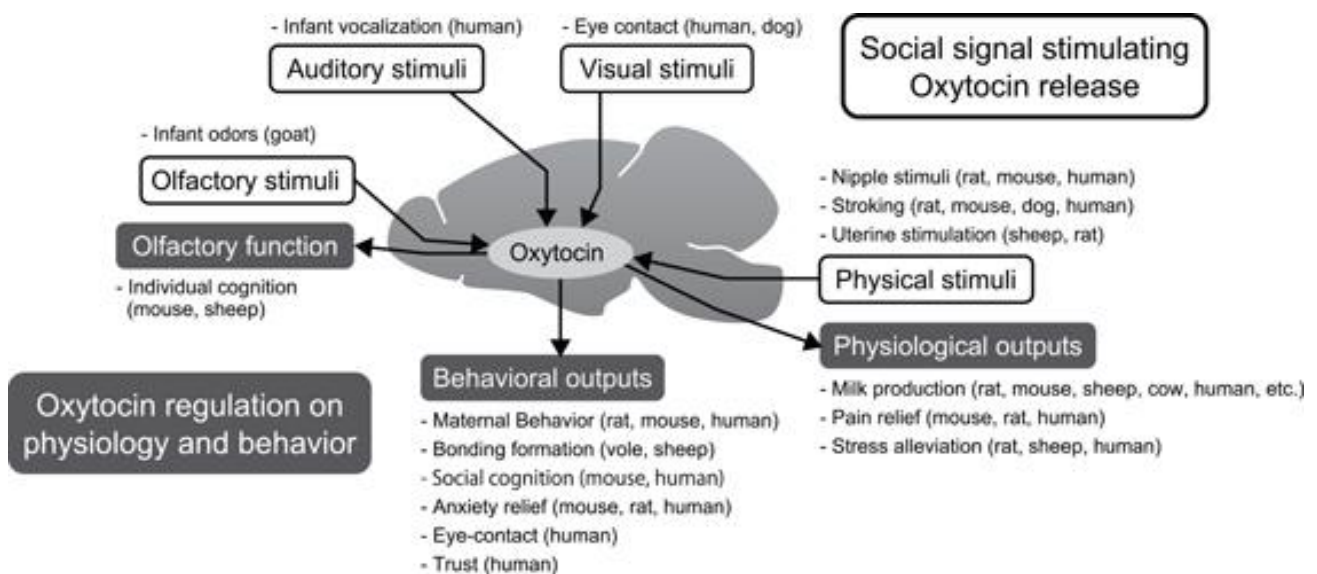 - Infant vocalization (human)
Auditory stimuli
- Eye contact (human, dog)
Visual stimuli
Social signal stimulating
Oxytocin release
- Infant odors (goat)
Olfactory stimuli
Olfactory function
- Individual cognition
(mouse, sheep)
Oxytocin
- Nipple stimuli (rat, mouse, human)
- Stroking (rat, mouse, dog, human)
- Uterine stimulation (sheep, rat)
Physical stimuli
Physiological outputs
- Milk production (rat, mouse, sheep, cow, human, etc.)
- Pain relief (mouse, rat, human)
- Stress alleviation (rat, sheep, human)
Behavioral outputs
- Maternal Behavior (rat, mouse, human)
- Bonding formation (vole, sheep)
- Social cognition (mouse, human)
- Anxiety relief (mouse, rat, human)
- Eye-contact (human)
- Trust (human)
Oxytocin regulation on
physiology and behavior